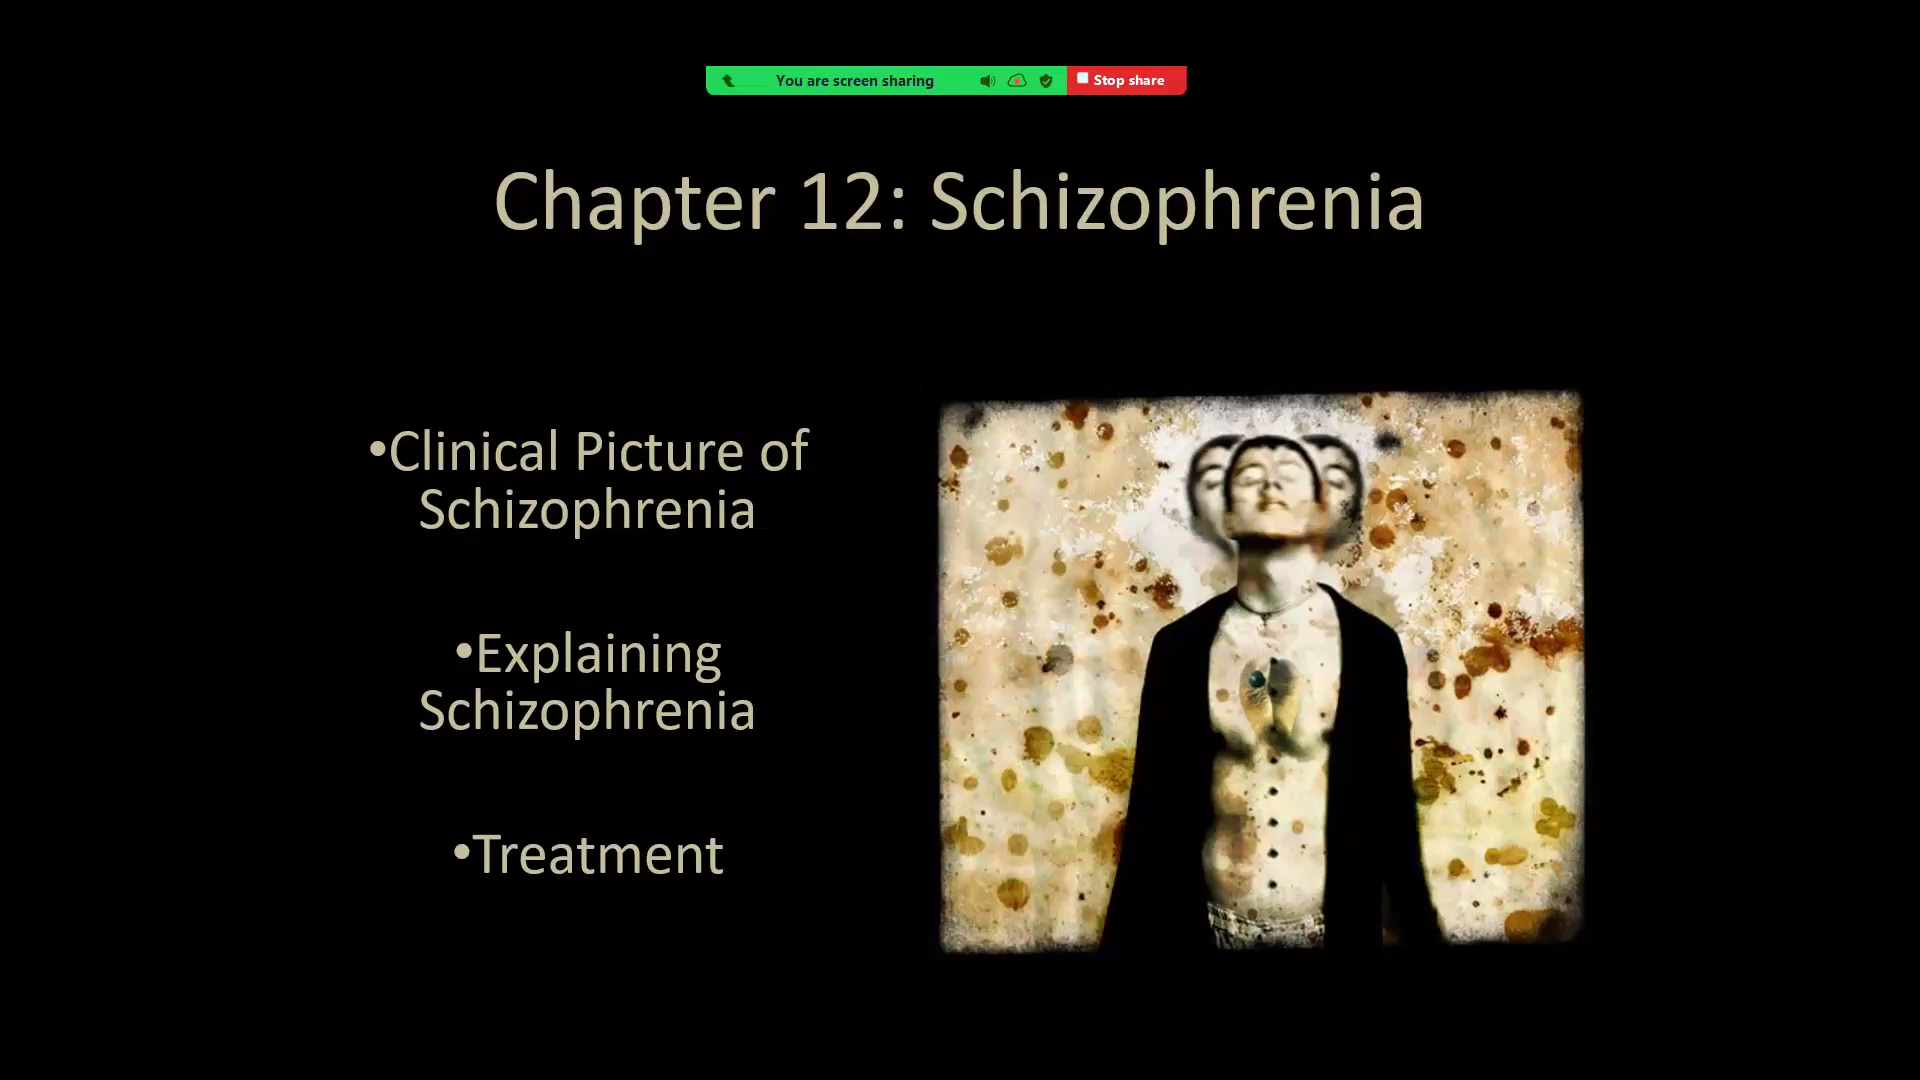 You are screen sharing
Stop share
Chapter 12: Schizophrenia
•Clinical Picture of
Schizophrenia
•Explaining
Schizophrenia
•Treatment